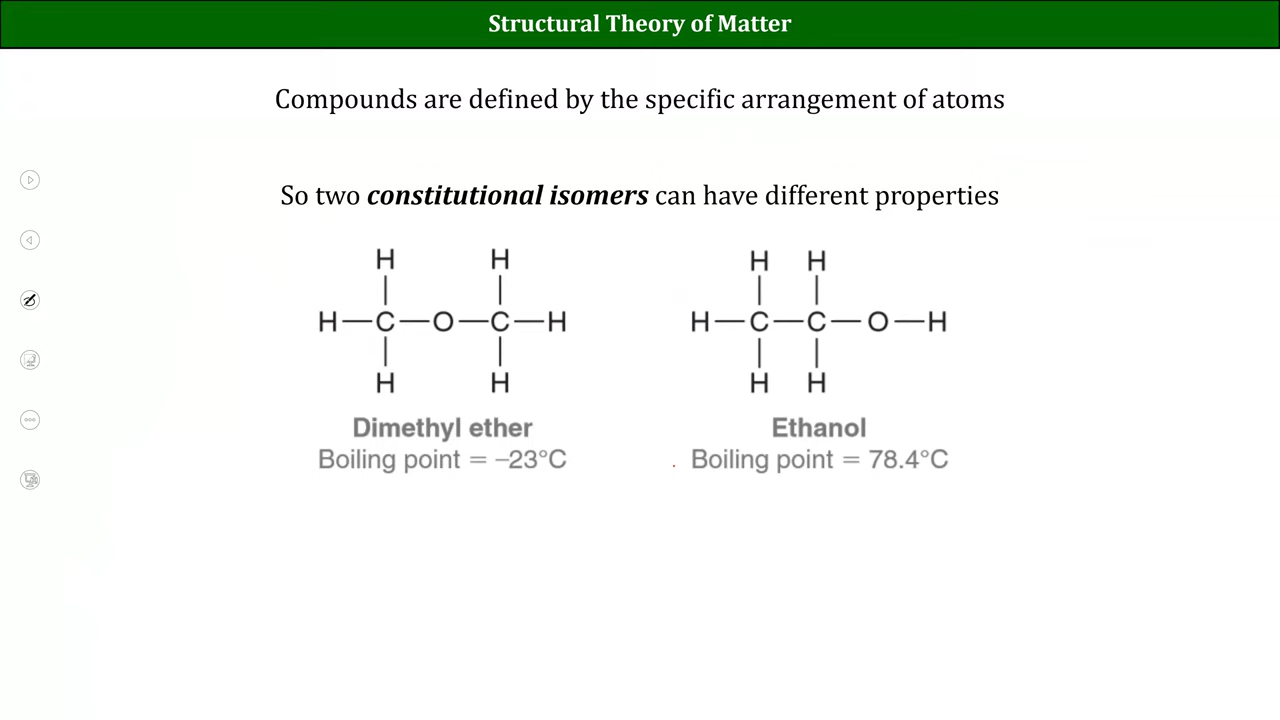 Structural Theory of Matter
Compounds are defined by the specific arrangement of atoms
So two constitutional isomers can have different properties
H H
H—C—O—C—H
H H
Dimethyl ether
Boiling point = –23°C
H H
H—C—C—O—H
H H
Ethanol
Boiling point = 78.4°C